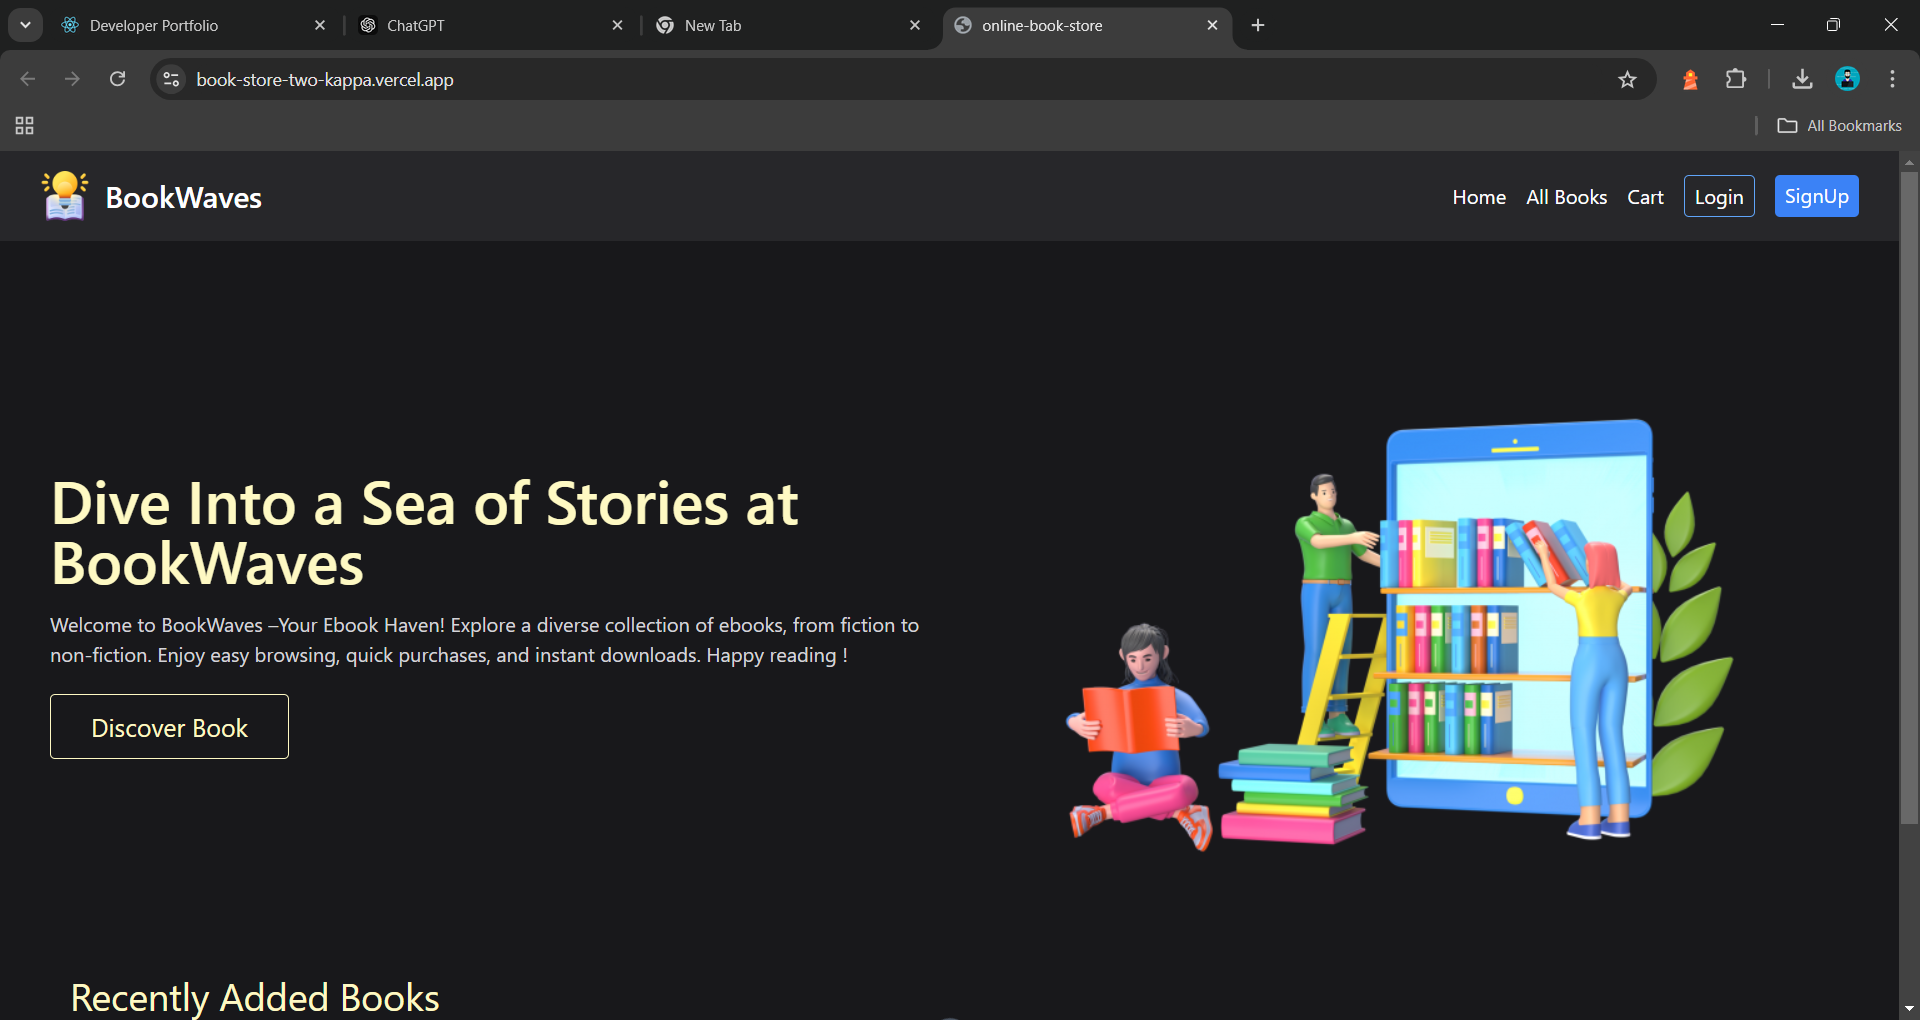 Developer Portfolio
ChatGPT
New Tab
online-book-store
book-store-two-kappa.vercel.app
All Bookmarks
BookWaves
Home
All Books
Cart
Login
SignUp
Dive Into a Sea of Stories at
BookWaves
Welcome to BookWaves –Your Ebook Haven! Explore a diverse collection of ebooks, from fiction to
non-fiction. Enjoy easy browsing, quick purchases, and instant downloads. Happy reading !
Discover Book
Recently Added Books